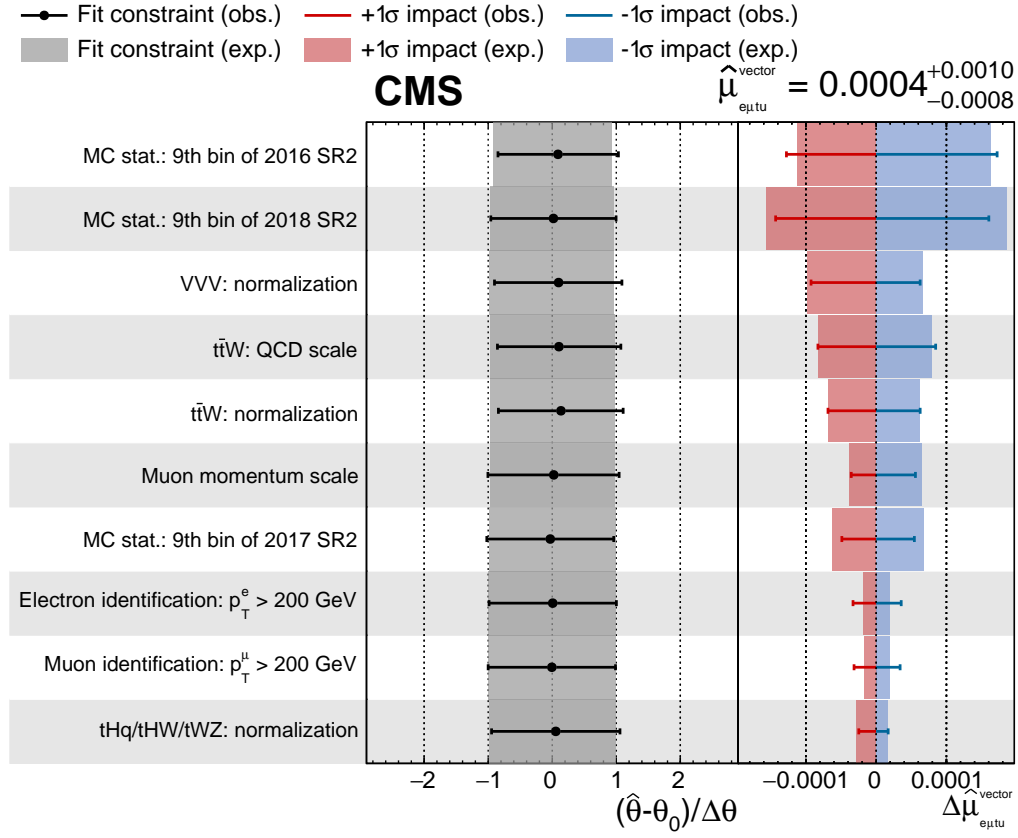 Fit constraint (obs.) +1σ impact (obs.) -1σ impact (obs.)
Fit constraint (exp.) +1σ impact (exp.) -1σ impact (exp.)
CMS μ̂ vector eμtu = 0.0004 +0.0010 −0.0008
MC stat.: 9th bin of 2016 SR2
MC stat.: 9th bin of 2018 SR2
VVV: normalization
tt̄W: QCD scale
tt̄W: normalization
Muon momentum scale
MC stat.: 9th bin of 2017 SR2
Electron identification: p_T^e > 200 GeV
Muon identification: p_T^μ > 200 GeV
tHq/tHW/tWZ: normalization
−2 −1 0 1 2 −0.0001 0 0.0001
(θ̂-θ₀)/Δθ Δμ̂ vector eμtu